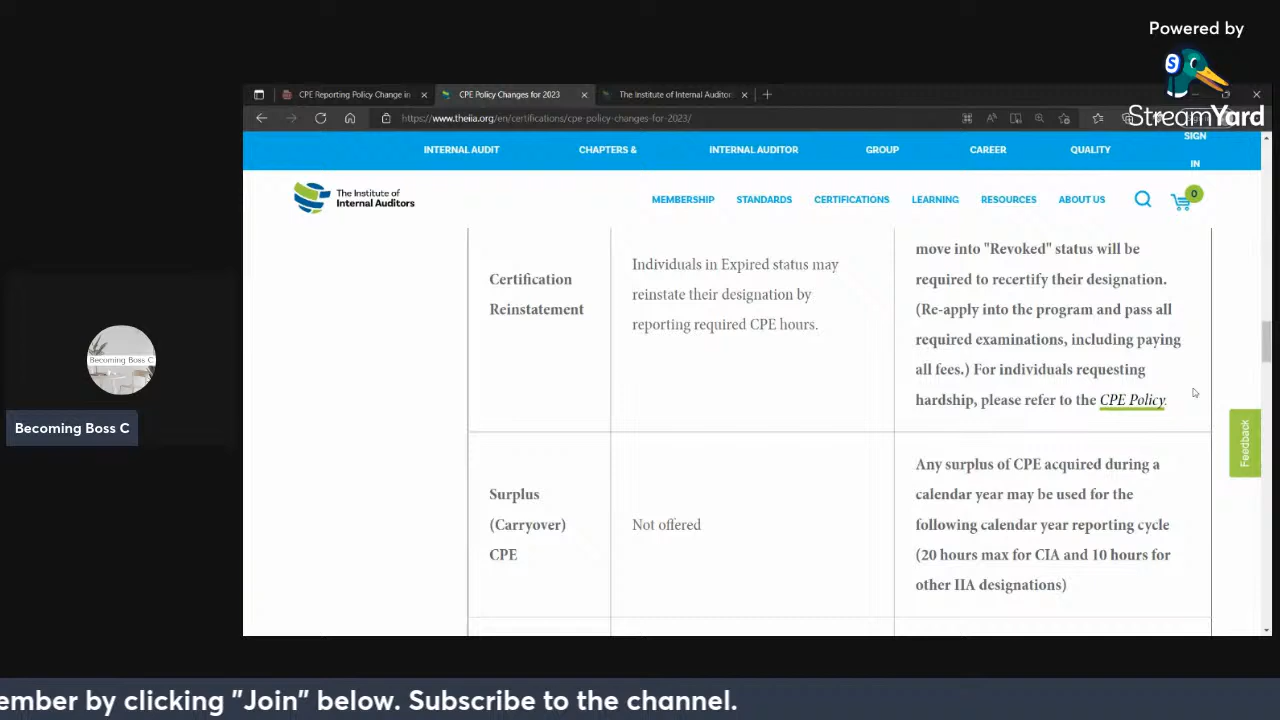 Powered by
S
StreamYard
CPE Reporting Policy Change in
CPE Policy Changes for 2023
The Institute of Internal Auditor
https://www.theiia.org/en/certifications/cpe-policy-changes-for-2023/
INTERNAL AUDIT
CHAPTERS &
INTERNAL AUDITOR
GROUP
CAREER
QUALITY
SIGN
IN
The Institute of
Internal Auditors
MEMBERSHIP
STANDARDS
CERTIFICATIONS
LEARNING
RESOURCES
ABOUT US
0
Certification
Reinstatement
Individuals in Expired status may
reinstate their designation by
reporting required CPE hours.
move into "Revoked" status will be
required to recertify their designation.
(Re-apply into the program and pass all
required examinations, including paying
all fees.) For individuals requesting
hardship, please refer to the CPE Policy.
Surplus
(Carryover)
CPE
Not offered
Any surplus of CPE acquired during a
calendar year may be used for the
following calendar year reporting cycle
(20 hours max for CIA and 10 hours for
other IIA designations)
Feedback
Becoming Boss C
Becoming Boss C
ember by clicking "Join" below. Subscribe to the channel.